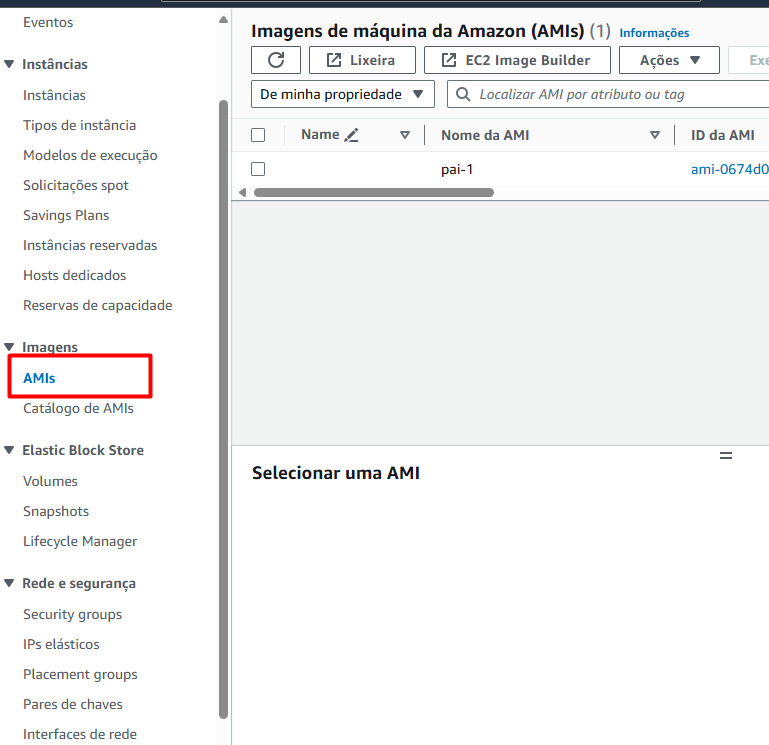 Eventos
Instâncias
Instâncias
Tipos de instância
Modelos de execução
Solicitações spot
Savings Plans
Instâncias reservadas
Hosts dedicados
Reservas de capacidade
Imagens
AMIs
Catálogo de AMIs
Elastic Block Store
Volumes
Snapshots
Lifecycle Manager
Rede e segurança
Security groups
IPs elásticos
Placement groups
Pares de chaves
Interfaces de rede
Imagens de máquina da Amazon (AMIs) (1) Informações
Lixeira EC2 Image Builder Ações Exe
De minha propriedade Localizar AMI por atributo ou tag
Name Nome da AMI ID da AMI
pai-1 ami-0674d0
Selecionar uma AMI